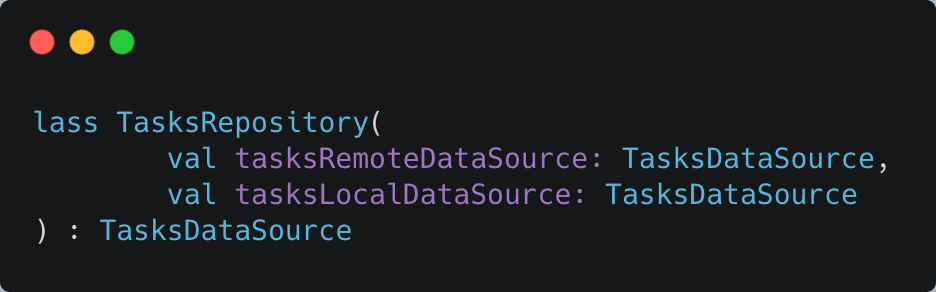 lass TasksRepository(
        val tasksRemoteDataSource: TasksDataSource,
        val tasksLocalDataSource: TasksDataSource
) : TasksDataSource